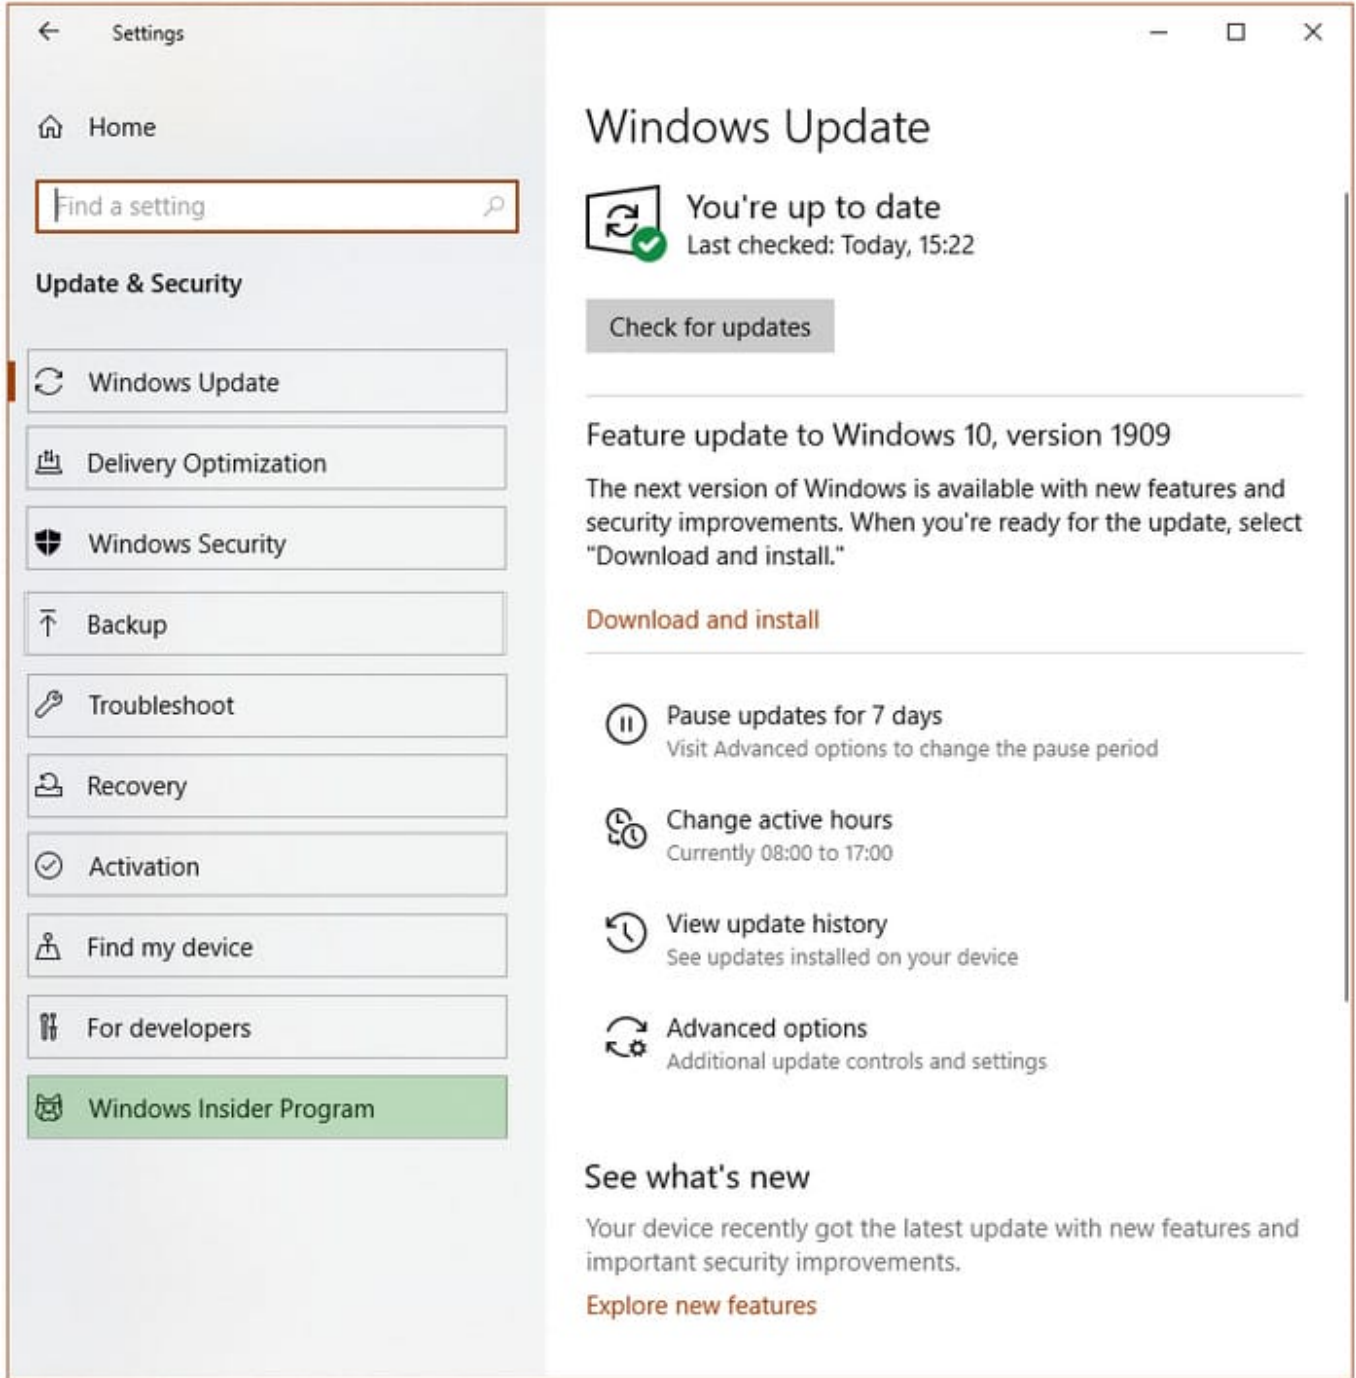 Settings
Home
Find a setting
Update & Security
Windows Update
Delivery Optimization
Windows Security
Backup
Troubleshoot
Recovery
Activation
Find my device
For developers
Windows Insider Program
Windows Update
You're up to date
Last checked: Today, 15:22
Check for updates
Feature update to Windows 10, version 1909
The next version of Windows is available with new features and
security improvements. When you're ready for the update, select
"Download and install."
Download and install
Pause updates for 7 days
Visit Advanced options to change the pause period
Change active hours
Currently 08:00 to 17:00
View update history
See updates installed on your device
Advanced options
Additional update controls and settings
See what's new
Your device recently got the latest update with new features and
important security improvements.
Explore new features